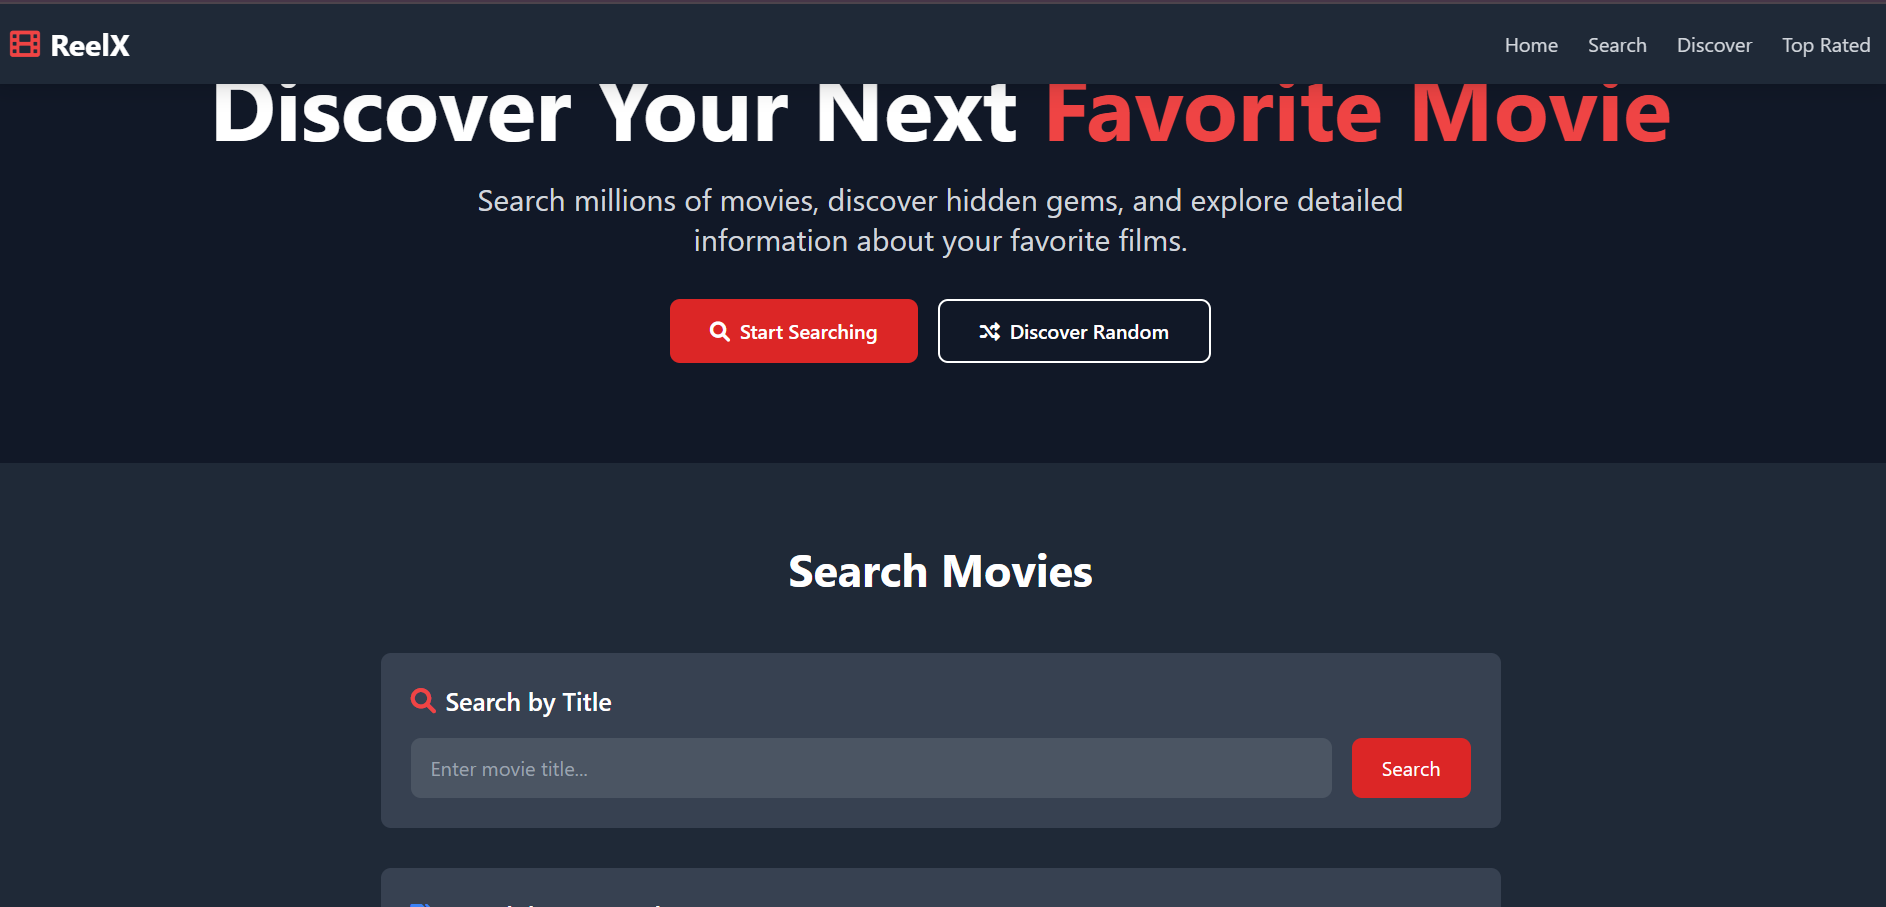 ReelX
Home
Search
Discover
Top Rated
Discover Your Next Favorite Movie
Search millions of movies, discover hidden gems, and explore detailed
information about your favorite films.
Start Searching
Discover Random
Search Movies
Search by Title
Enter movie title...
Search